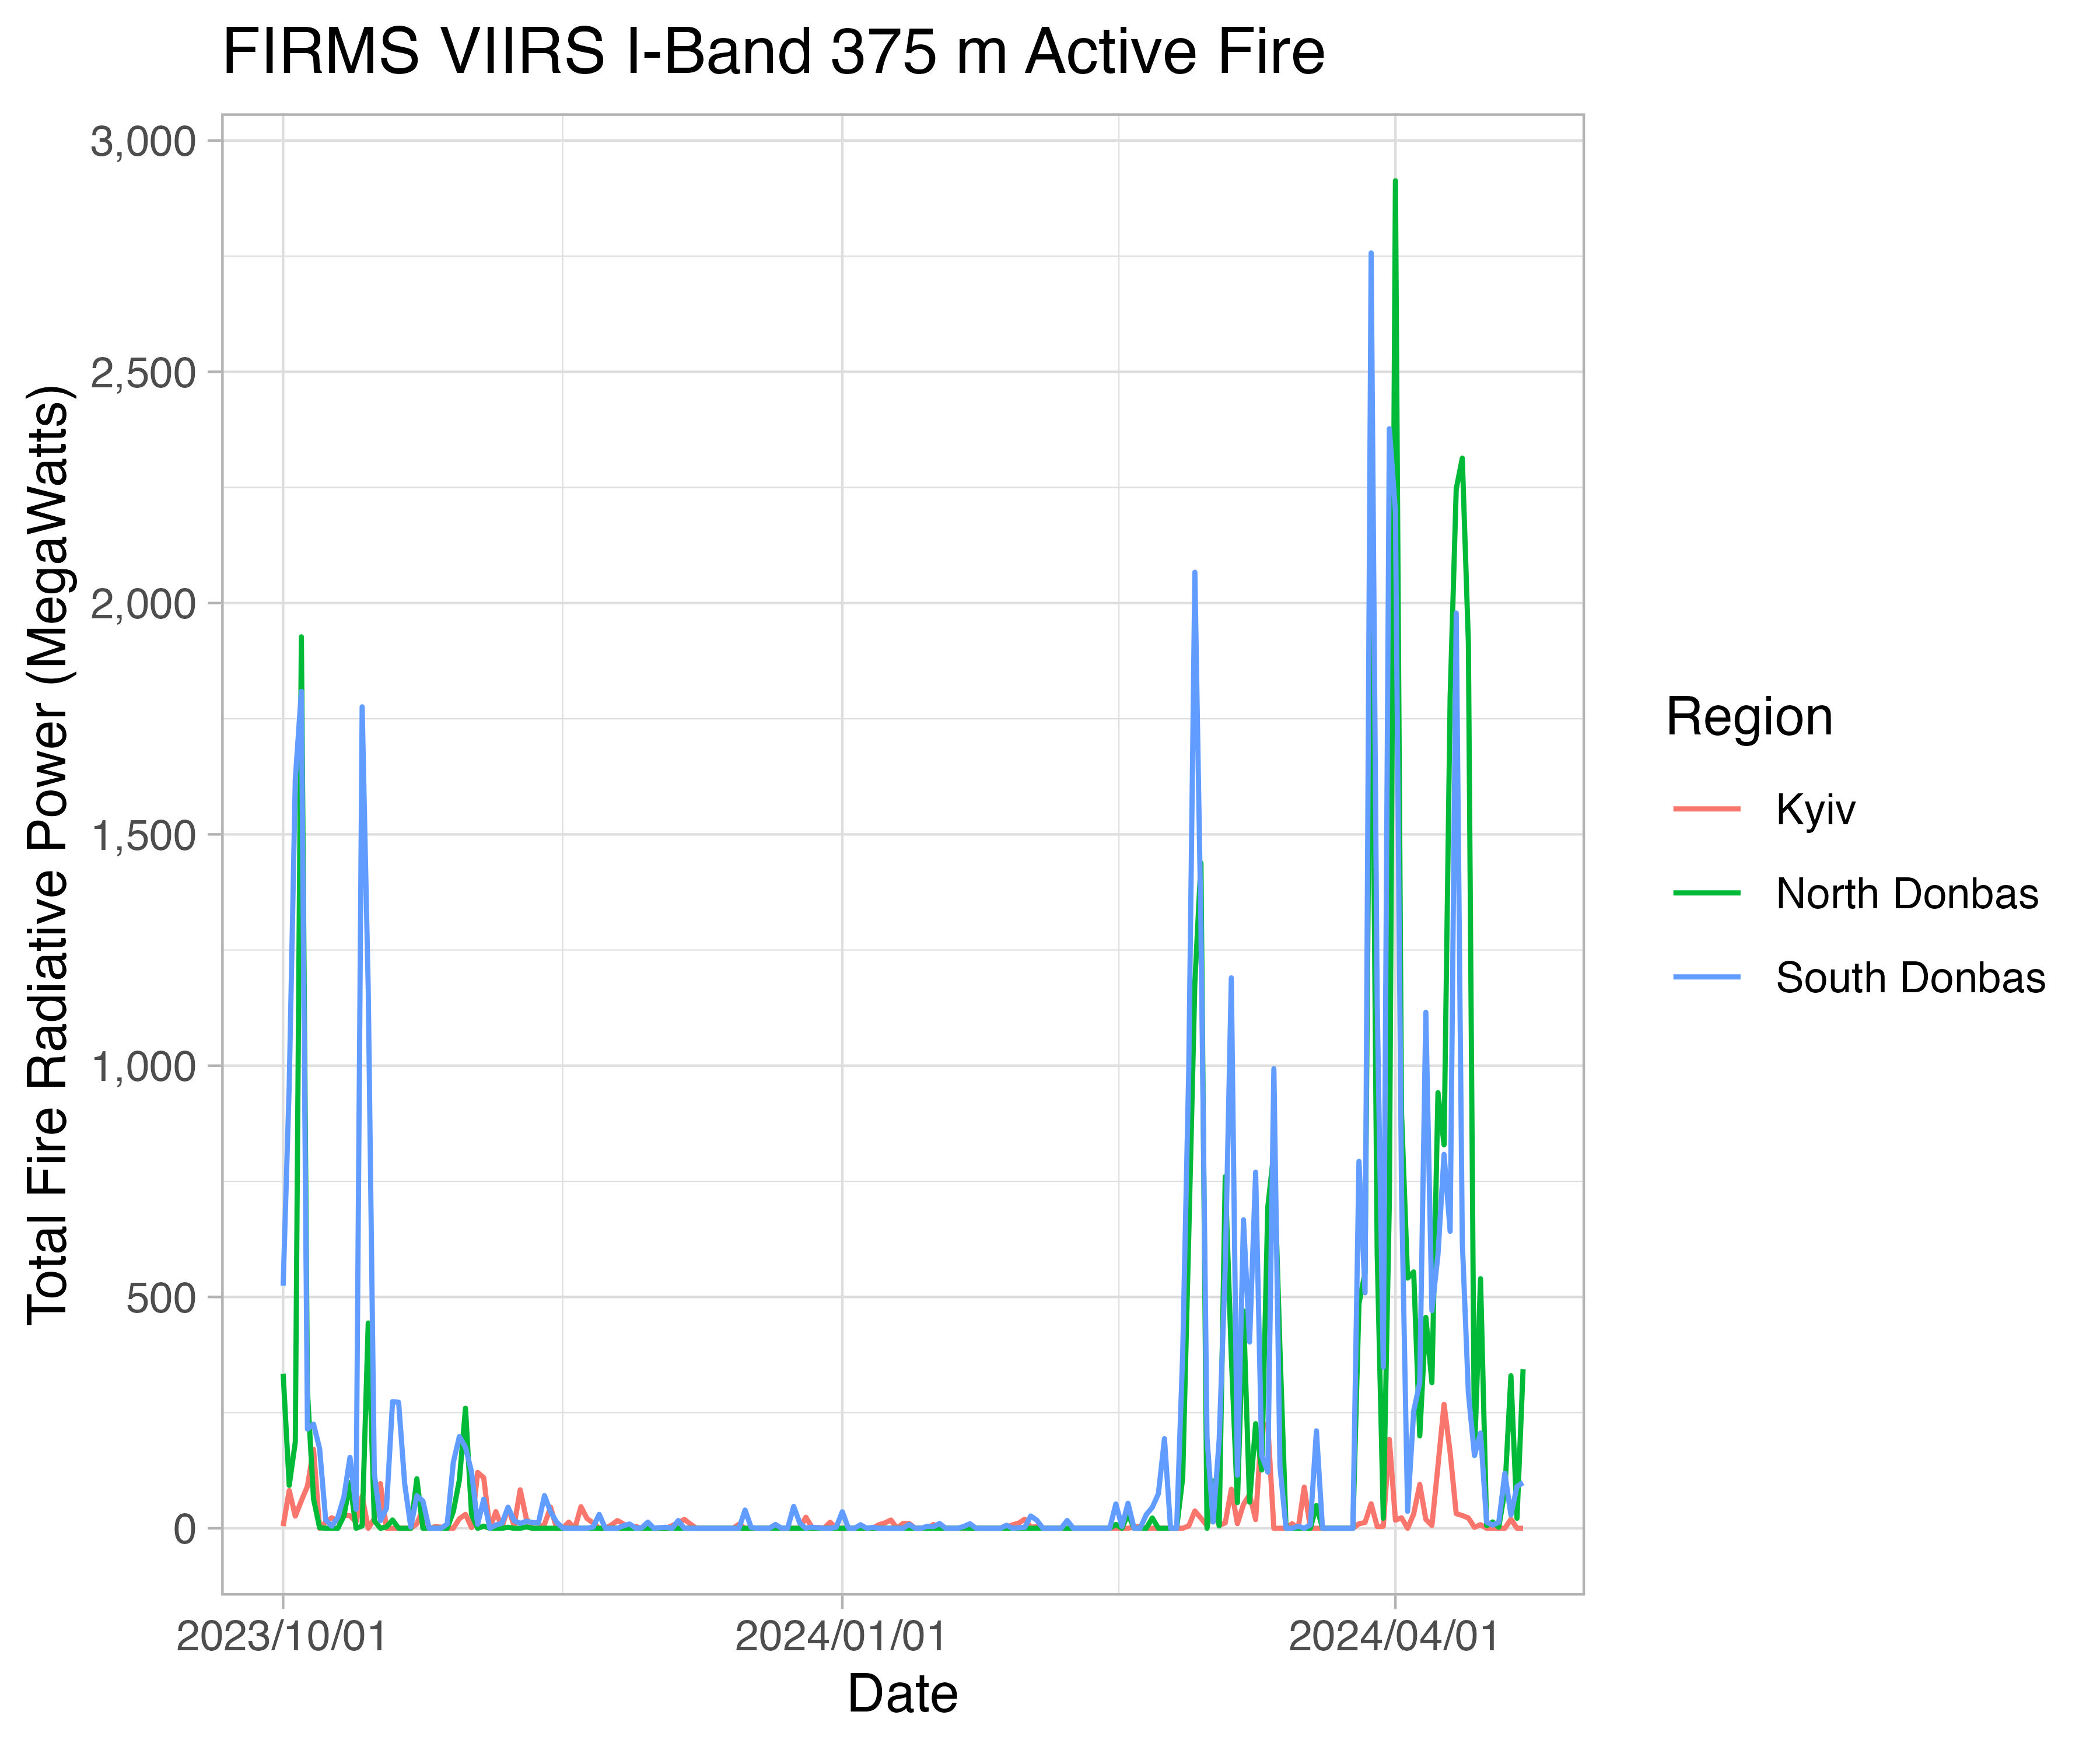 FIRMS VIIRS I-Band 375 m Active Fire
Total Fire Radiative Power (MegaWatts)
3,000
2,500
2,000
1,500
1,000
500
0
2023/10/01
2024/01/01
2024/04/01
Date
Region
Kyiv
North Donbas
South Donbas